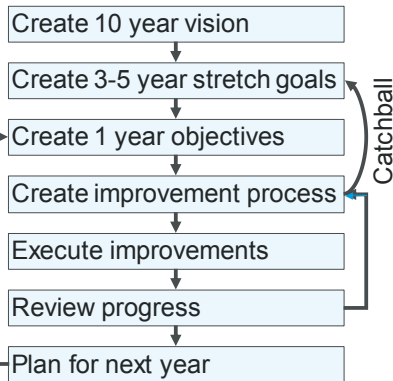 Create 10 year vision
Create 3-5 year stretch goals
Create 1 year objectives
Create improvement process
Execute improvements
Review progress
Plan for next year
Catchball